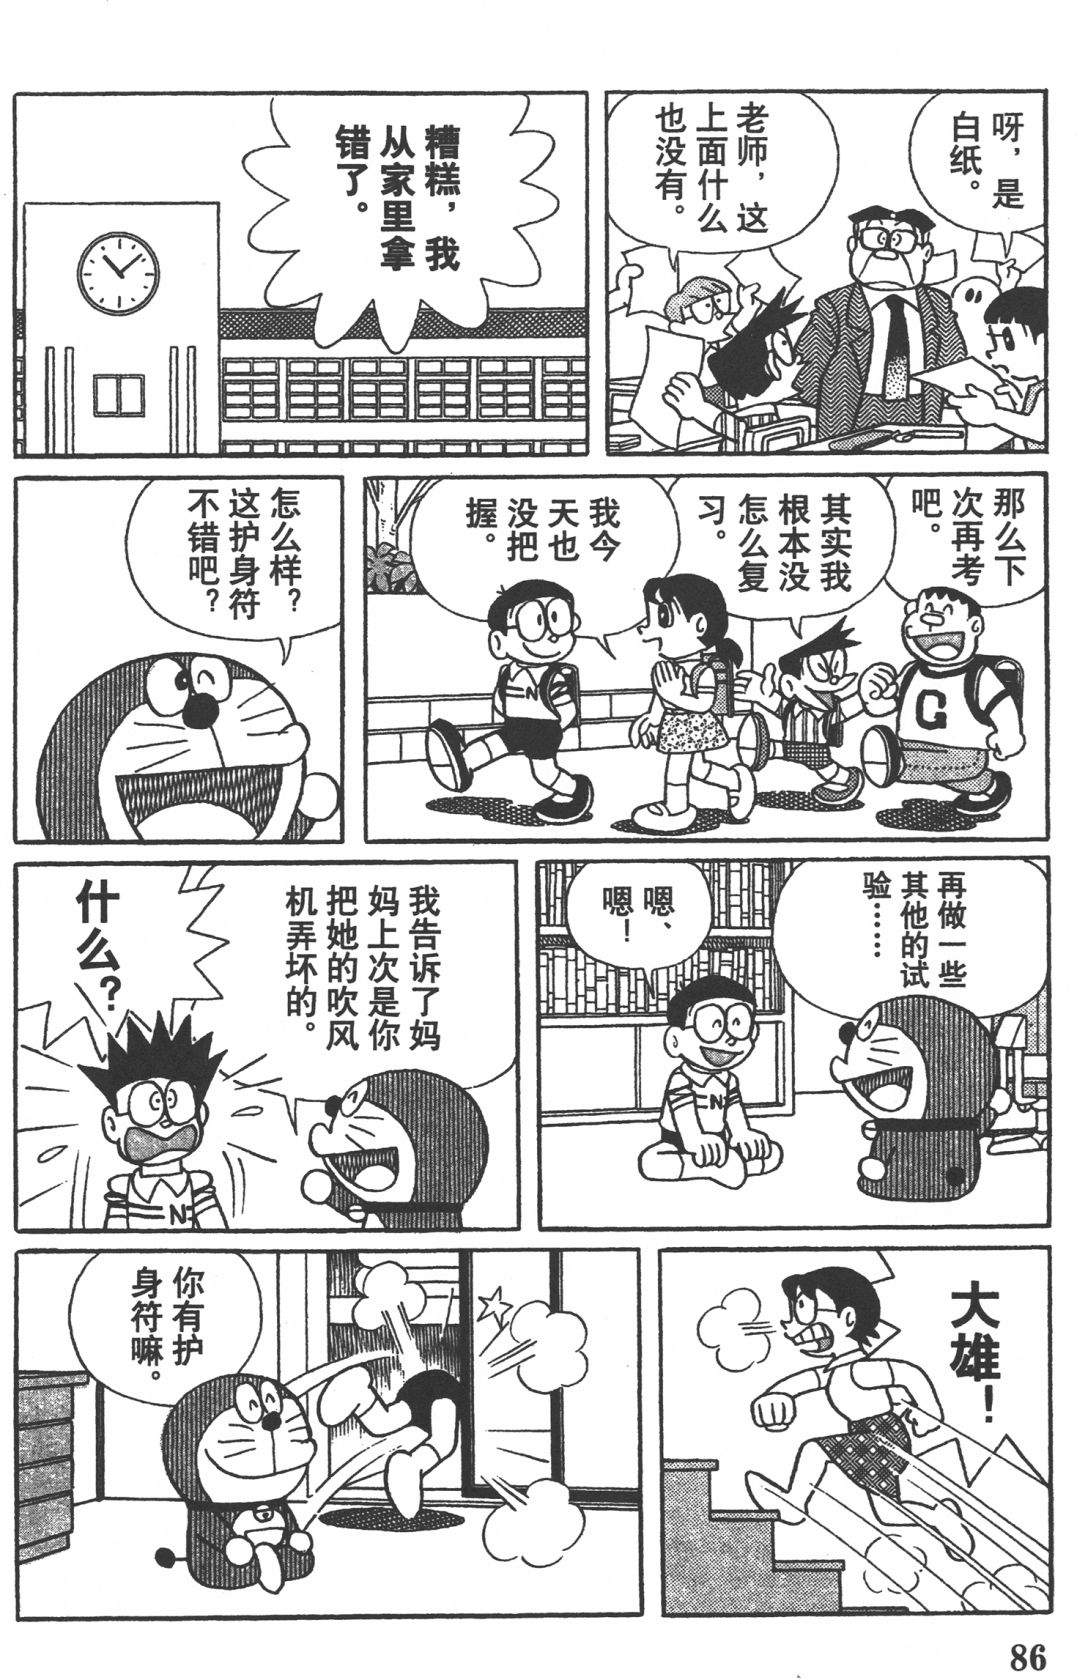 呀，是
白纸。
老师，这
上面什么
也没有。
糟糕，我
从家里拿
错了。
那么下
次再考
吧。
其实我
根本没
怎么复
习。
我今
天也
没把
握。
G
N
怎么样？
这护身符
不错吧？
再做一些
其他的试
验……
嗯、
嗯！
N
我告诉了妈
妈上次是你
把她的吹风
机弄坏的。
什么？
N
大雄！
你有护
身符嘛。
86